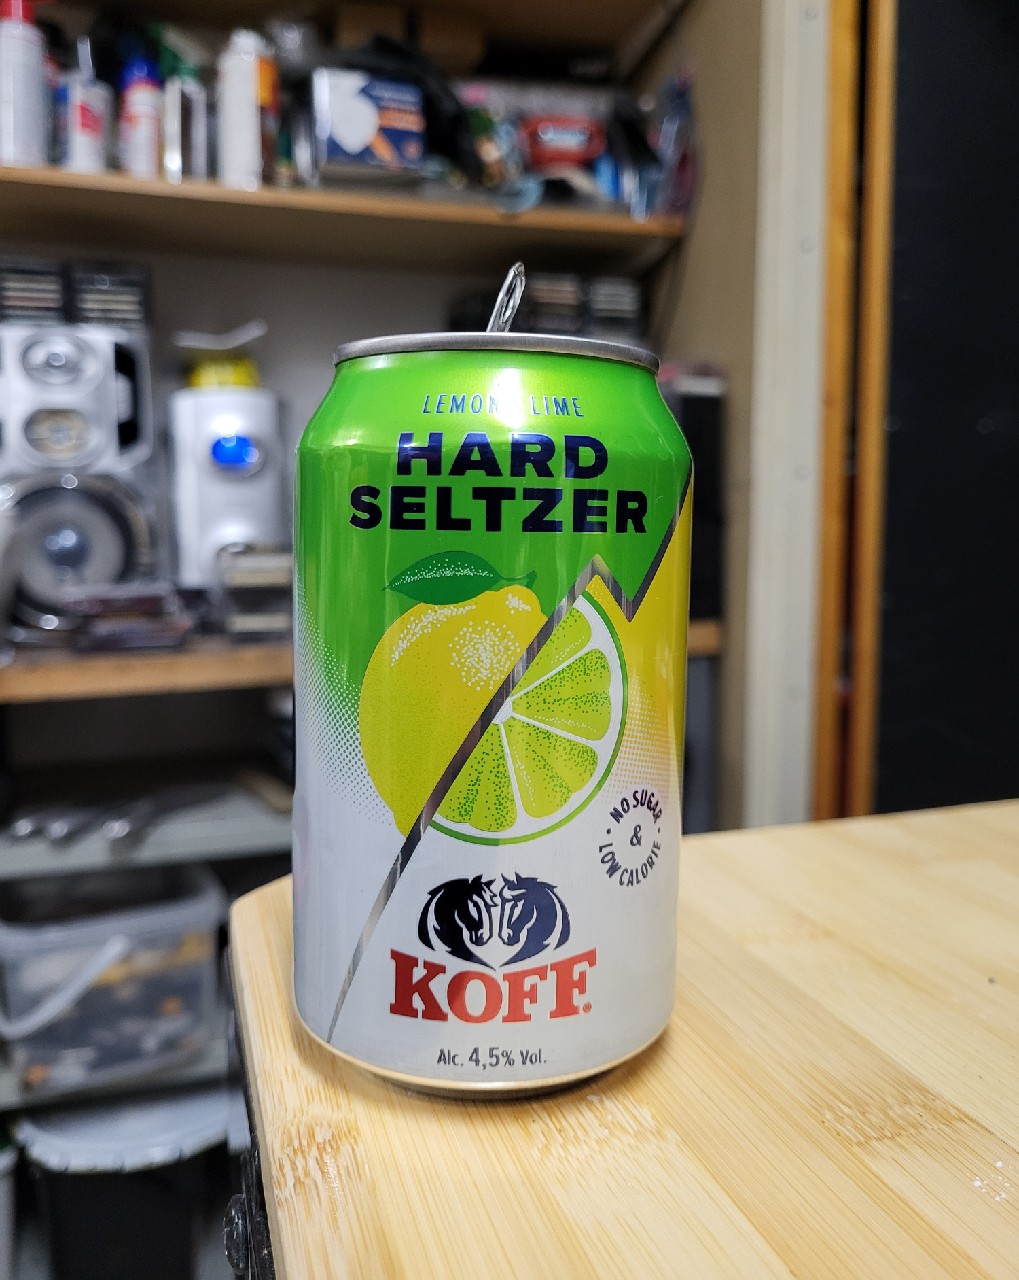 LEMON LIME
HARD
SELTZER
NO SUGAR
&
LOW CALORIE
KOFF
Alc. 4,5% Vol.